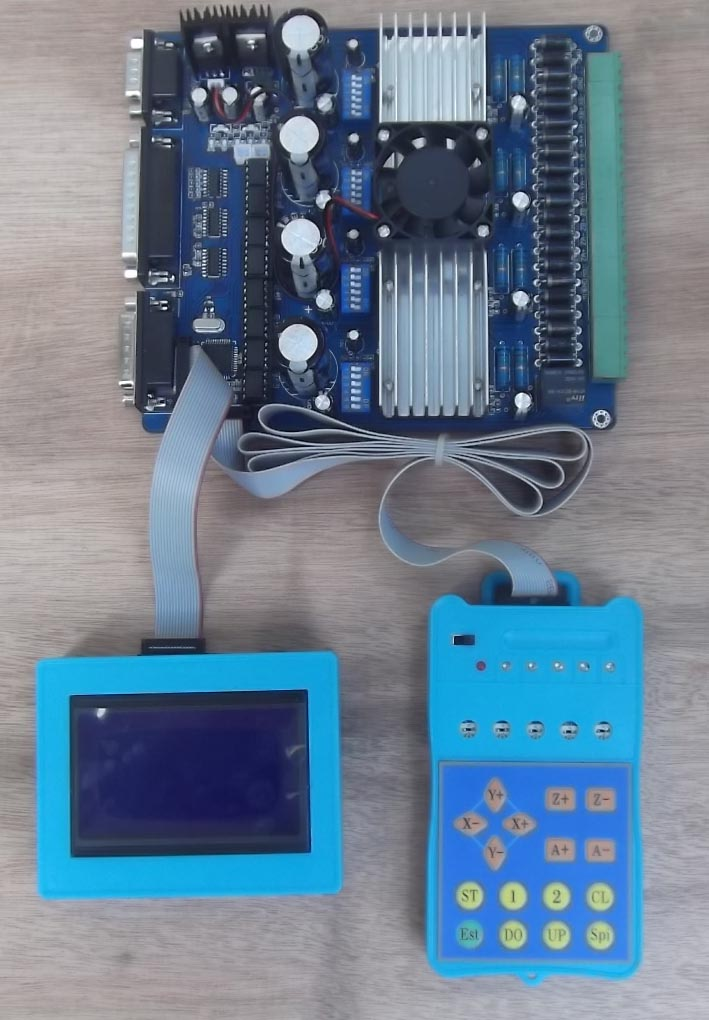 Y+
Z+ Z-
X- X+
Y- A+ A-
ST 1 2 CL
Est DO UP Spi